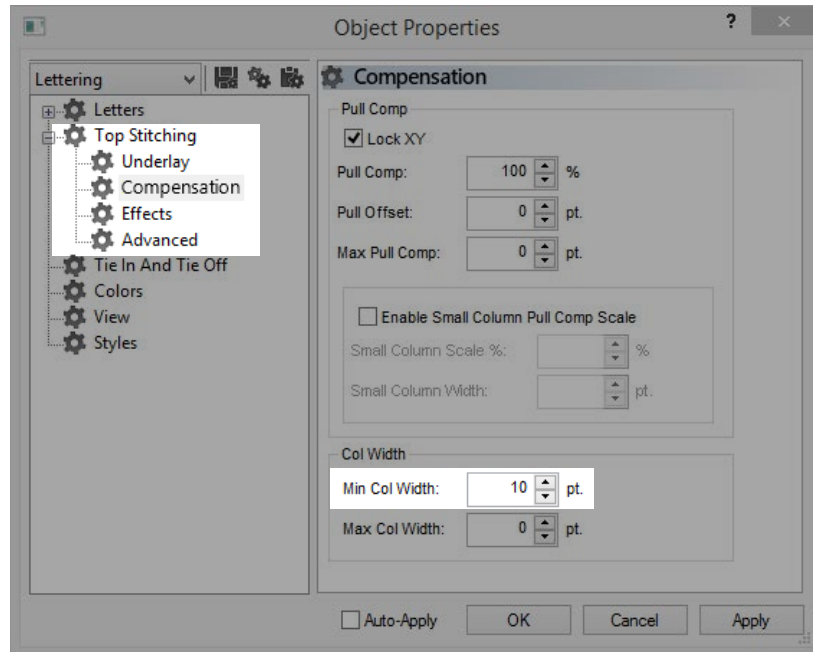 Object Properties
?
Lettering
Letters
Top Stitching
Underlay
Compensation
Effects
Advanced
Tie In And Tie Off
Colors
View
Styles
Compensation
Pull Comp
Lock XY
Pull Comp: 100 %
Pull Offset: 0 pt.
Max Pull Comp: 0 pt.
Enable Small Column Pull Comp Scale
Small Column Scale %: %
Small Column Width: pt.
Col Width
Min Col Width: 10 pt.
Max Col Width: 0 pt.
Auto-Apply OK Cancel Apply